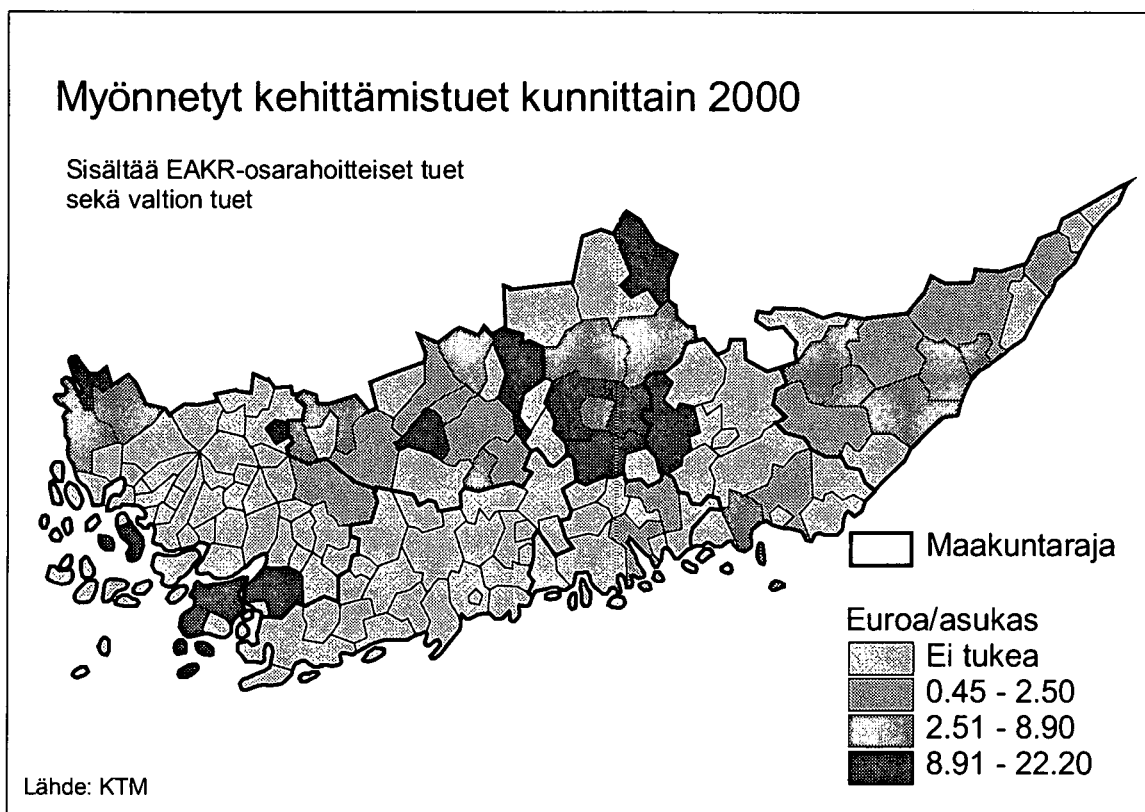 Myönnetyt kehittämistuet kunnittain 2000
Sisältää EAKR-osarahoitteiset tuet
sekä valtion tuet
Maakuntaraja
Euroa/asukas
Ei tukea
0.45 - 2.50
2.51 - 8.90
8.91 - 22.20
Lähde: KTM